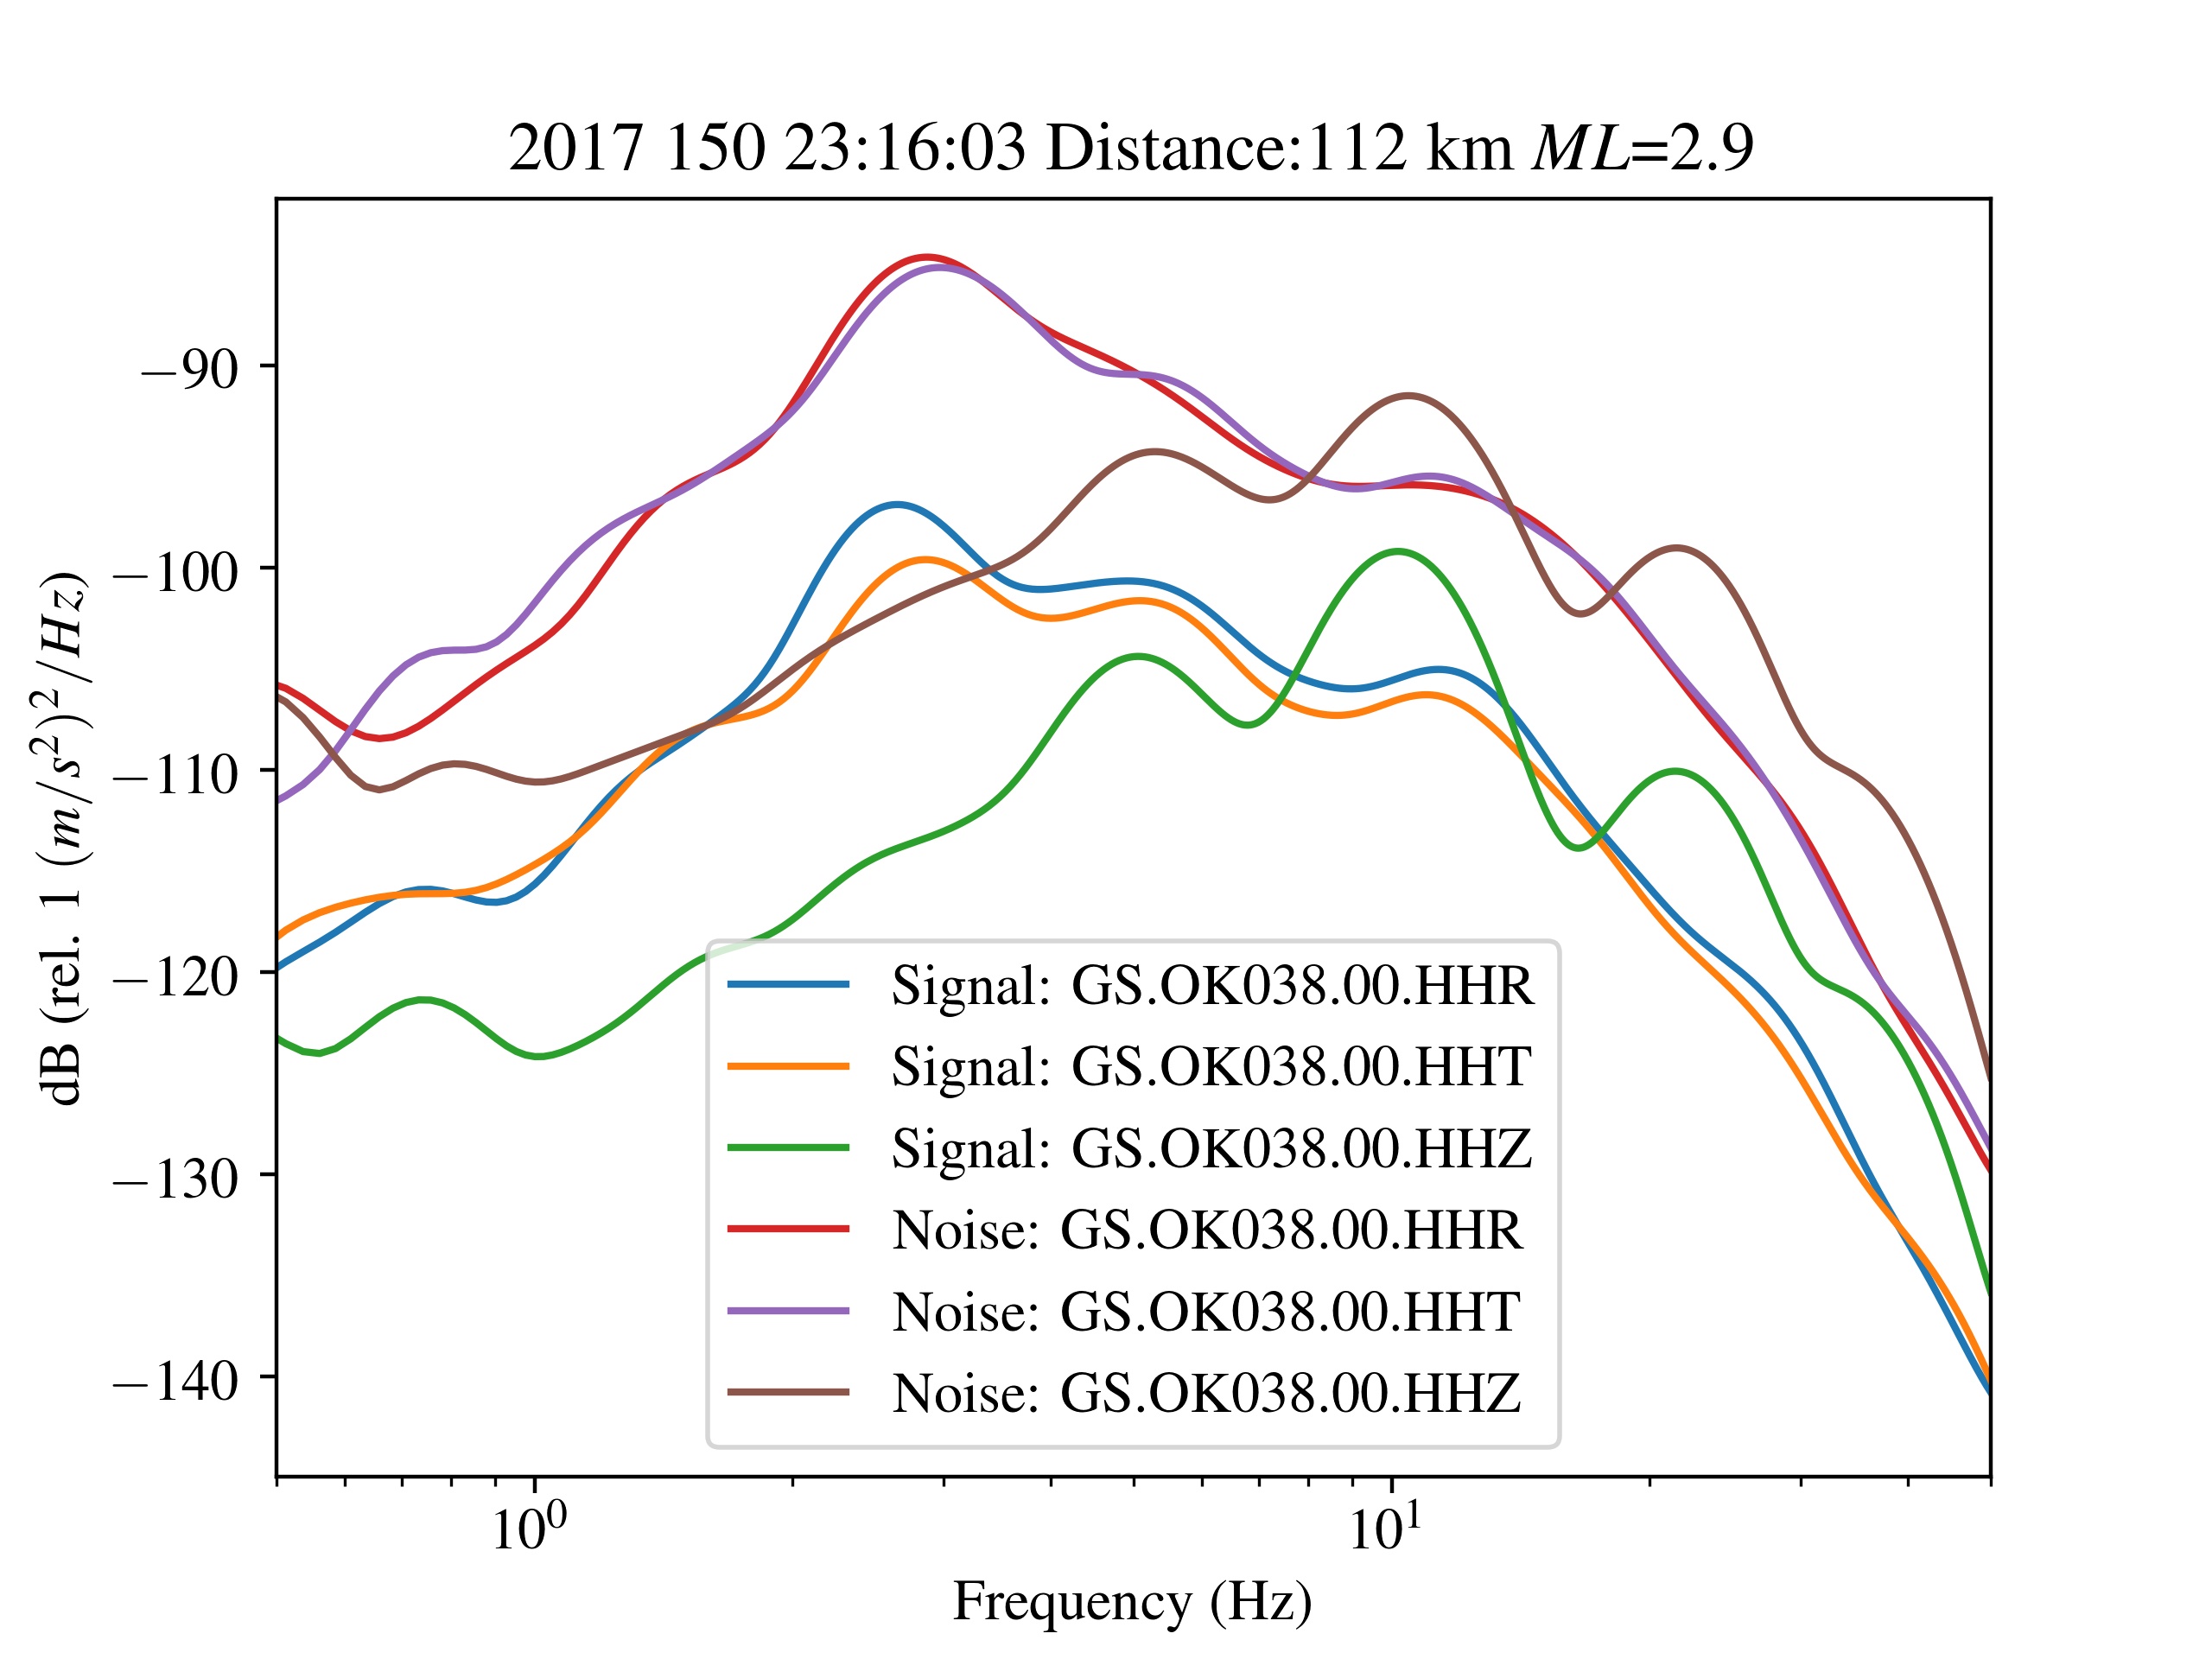 2017 150 23:16:03 Distance:112 km ML=2.9
dB (rel. 1 (m/s²)²/Hz)
−90
−100
−110
−120
−130
−140
Signal: GS.OK038.00.HHR
Signal: GS.OK038.00.HHT
Signal: GS.OK038.00.HHZ
Noise: GS.OK038.00.HHR
Noise: GS.OK038.00.HHT
Noise: GS.OK038.00.HHZ
10⁰ 10¹
Frequency (Hz)